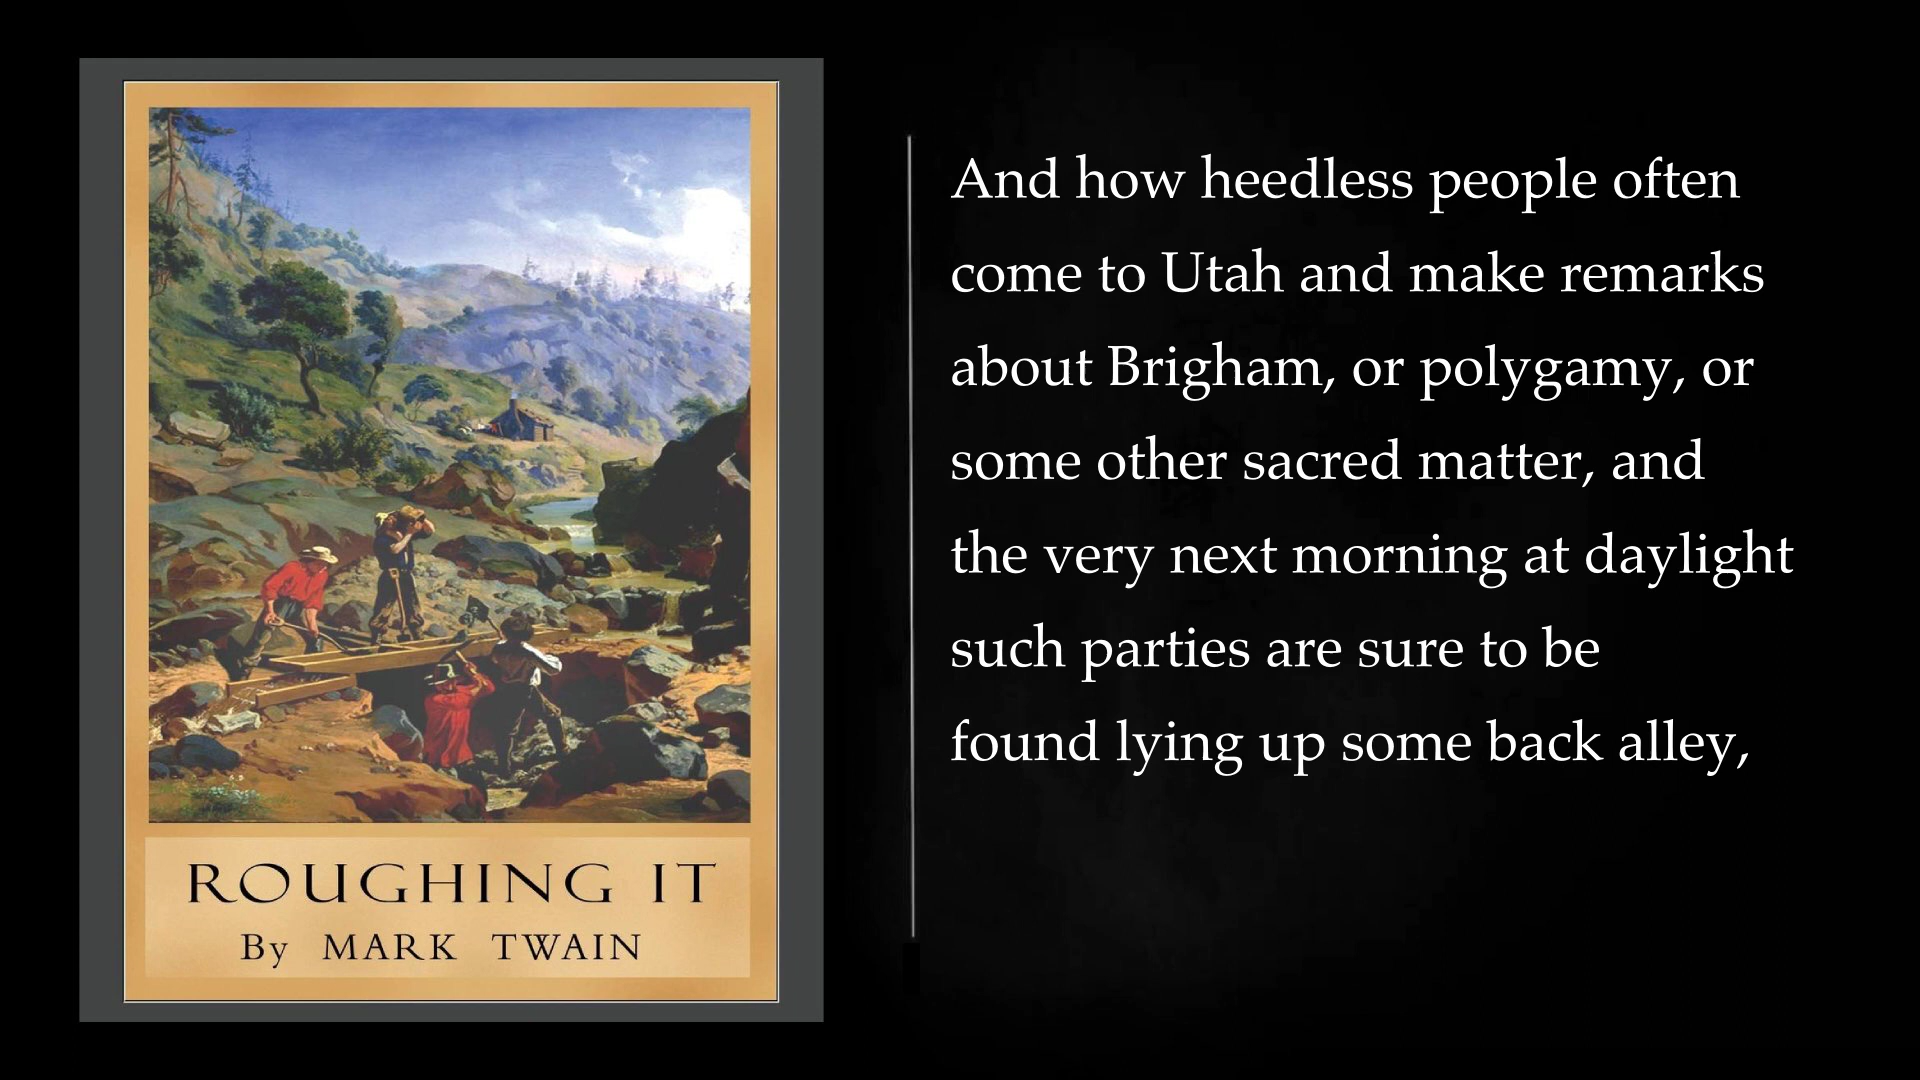 ROUGHING IT
By MARK TWAIN
And how heedless people often
come to Utah and make remarks
about Brigham, or polygamy, or
some other sacred matter, and
the very next morning at daylight
such parties are sure to be
found lying up some back alley,